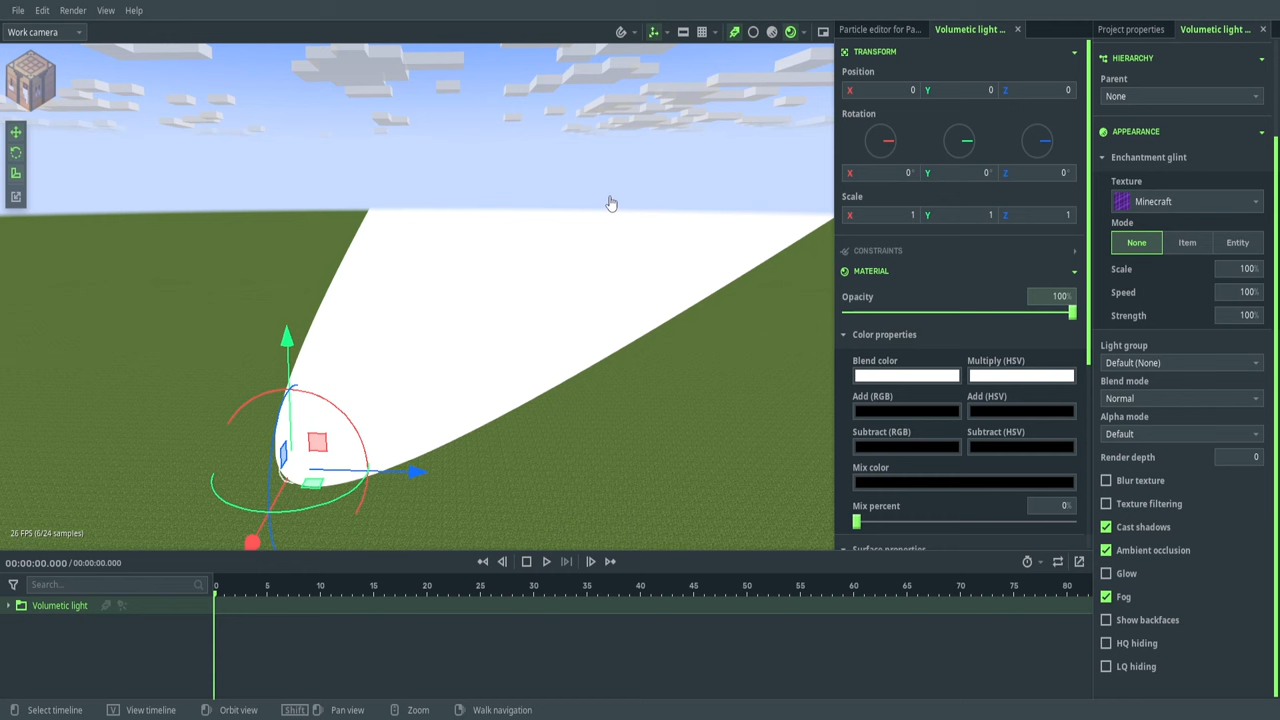 File Edit Render View Help
Work camera
Particle editor for Pa... Volumetic light ...
Project properties Volumetic light ...
TRANSFORM
Position
X 0 Y 0 Z 0
Rotation
X 0° Y 0° Z 0°
Scale
X 1 Y 1 Z 1
CONSTRAINTS
MATERIAL
Opacity 100%
Color properties
Blend color Multiply (HSV)
Add (RGB) Add (HSV)
Subtract (RGB) Subtract (HSV)
Mix color
Mix percent 0%
Surface properties
HIERARCHY
Parent
None
APPEARANCE
Enchantment glint
Texture
Minecraft
Mode
None Item Entity
Scale 100%
Speed 100%
Strength 100%
Light group
Default (None)
Blend mode
Normal
Alpha mode
Default
Render depth 0
Blur texture
Texture filtering
Cast shadows
Ambient occlusion
Glow
Fog
Show backfaces
HQ hiding
LQ hiding
26 FPS (6/24 samples)
00:00:00.000 / 00:00:00.000
Search...
0 5 10 15 20 25 30 35 40 45 50 55 60 65 70 75 80
Volumetic light
Select timeline V View timeline Orbit view Shift Pan view Zoom Walk navigation